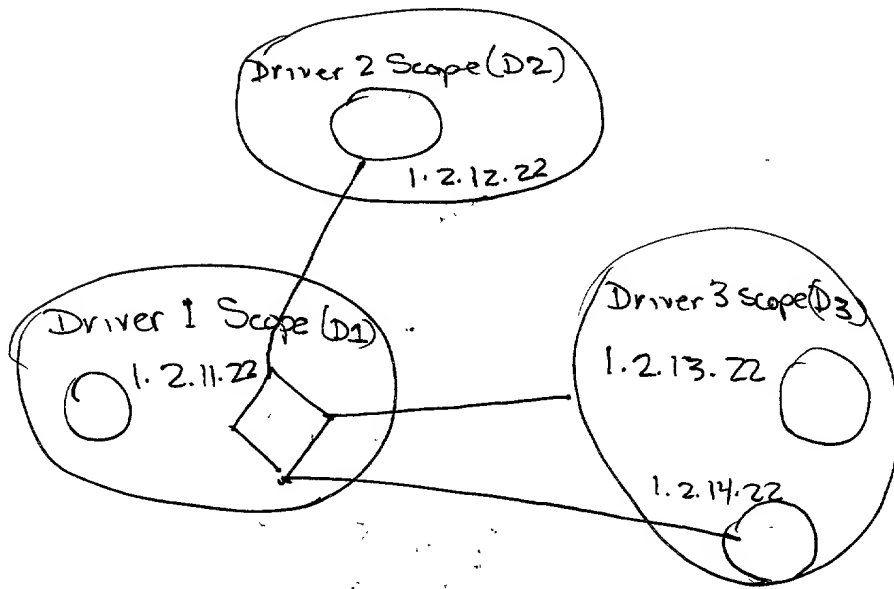 Driver 2 Scope (D2)
1.2.12.22
Driver 1 Scope (D1)
1.2.11.22
Driver 3 Scope (D3)
1.2.13.22
1.2.14.22